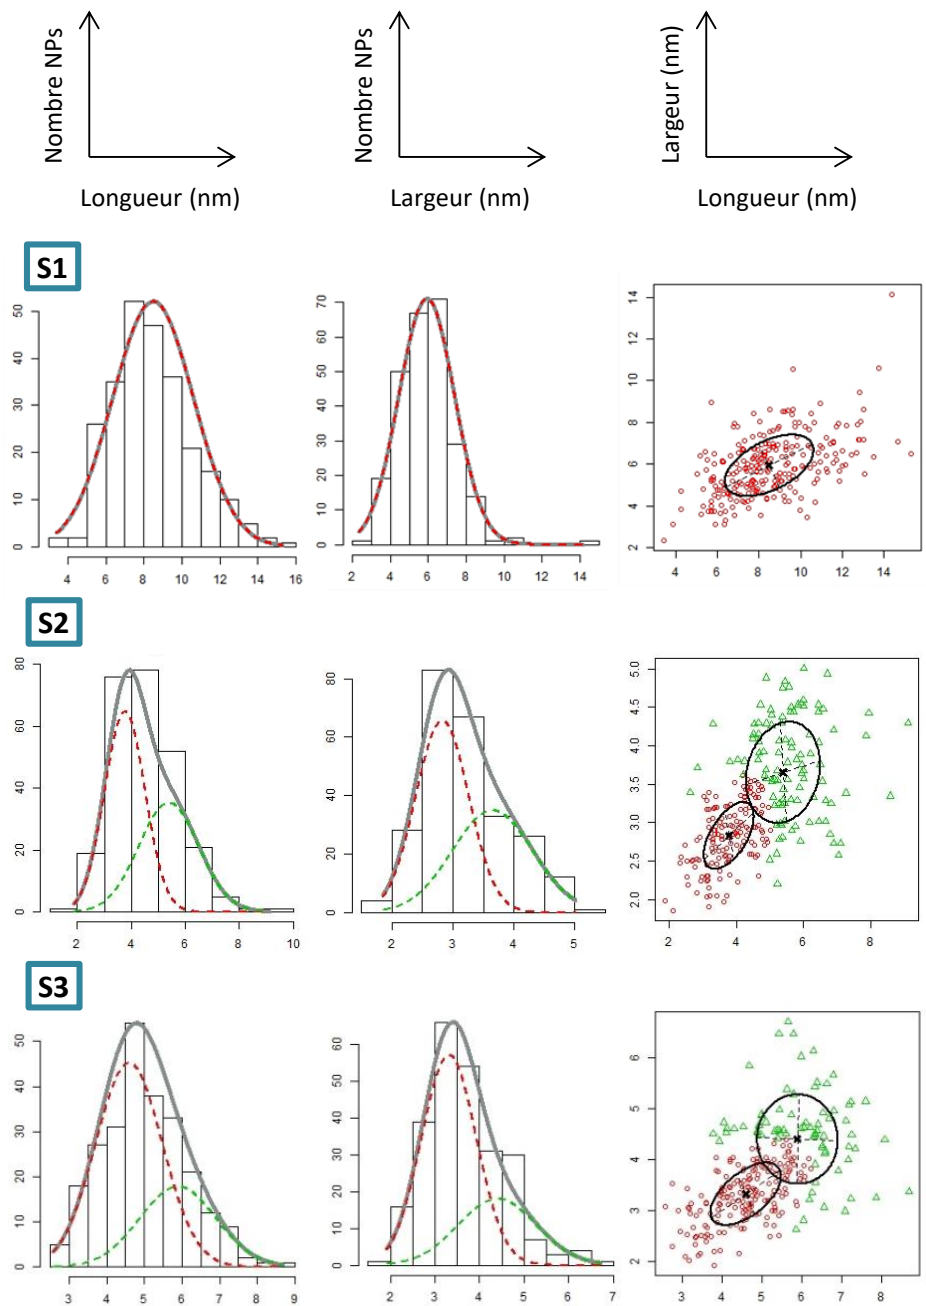 Nombre NPs
Longueur (nm)
Nombre NPs
Largeur (nm)
Largeur (nm)
Longueur (nm)
S1
0 10 20 30 40 50
4 6 8 10 12 14 16
0 10 20 30 40 50 60 70
2 4 6 8 10 12 14
2 4 6 8 10 12 14
4 6 8 10 12 14
S2
0 20 40 60 80
2 4 6 8 10
0 20 40 60 80
2 3 4 5
2.0 2.5 3.0 3.5 4.0 4.5 5.0
2 4 6 8
S3
0 10 20 30 40 50
3 4 5 6 7 8 9
0 10 20 30 40 50 60
2 3 4 5 6 7
2 3 4 5 6
3 4 5 6 7 8